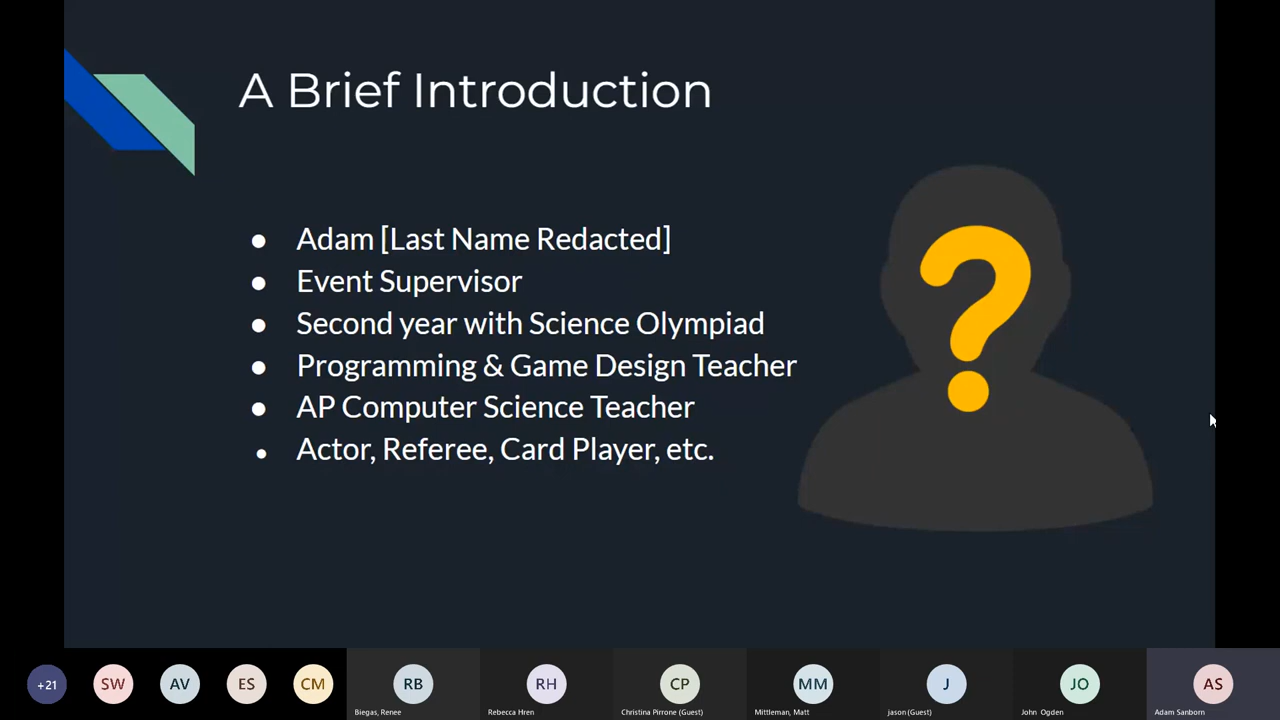 A Brief Introduction
● Adam [Last Name Redacted]
● Event Supervisor
● Second year with Science Olympiad
● Programming & Game Design Teacher
● AP Computer Science Teacher
● Actor, Referee, Card Player, etc.
?
+21
SW
AV
ES
CM
RB
RH
CP
MM
J
JO
AS
Biegas, Renee
Rebecca Hren
Christina Pirrone (Guest)
Mittleman, Matt
jason (Guest)
John Ogden
Adam Sanborn